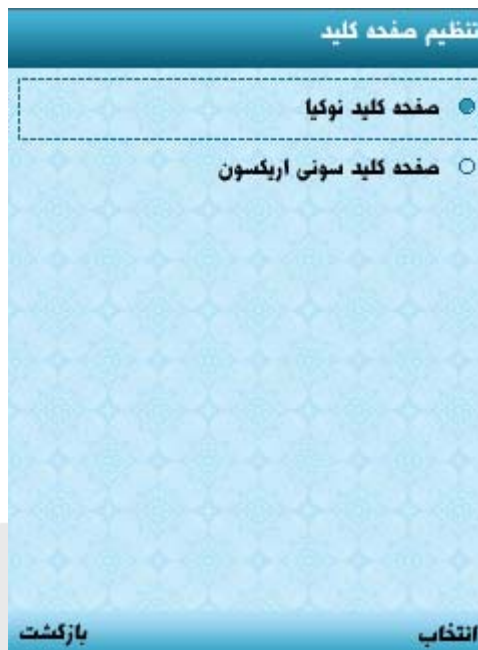 تنظیم صفحه کلید
صفحه کلید نوکیا
صفحه کلید سونی اریکسون
انتخاب
بازگشت